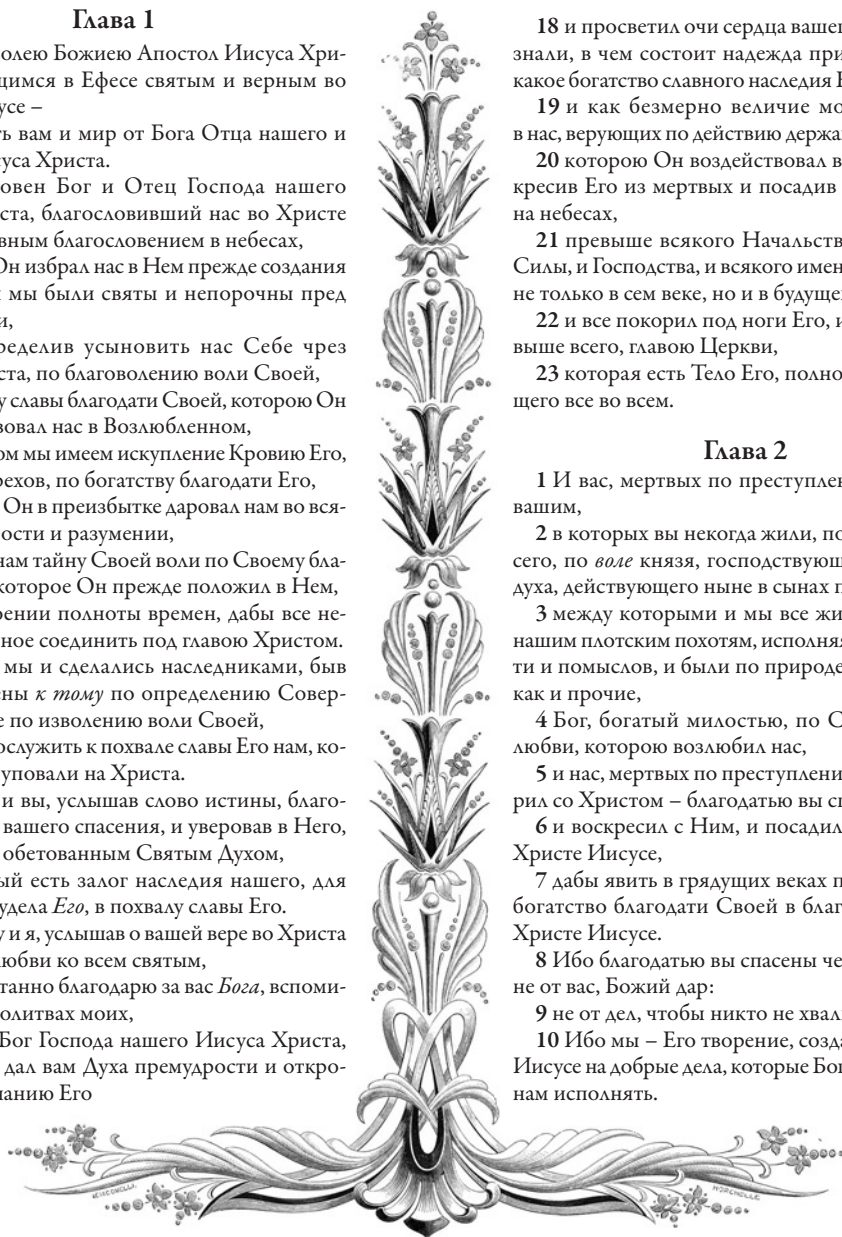 Глава 1
олею Божиею Апостол Иисуса Хри-
щимся в Ефесе святым и верным во
усе –
ь вам и мир от Бога Отца нашего и
уса Христа.
овен Бог и Отец Господа нашего
ста, благословивший нас во Христе
вным благословением в небесах,
Он избрал нас в Нем прежде создания
мы были святы и непорочны пред
и,
ределив усыновить нас Себе чрез
ста, по благоволению воли Своей,
у славы благодати Своей, которою Он
вовал нас в Возлюбленном,
ом мы имеем искупление Кровию Его,
рехов, по богатству благодати Его,
Он в преизбытке даровал нам во вся-
рости и разумении,
нам тайну Своей воли по Своему бла-
которое Он прежде положил в Нем,
оении полноты времен, дабы все не-
ное соединить под главою Христом.
мы и сделались наследниками, быв
ены к тому по определению Совер-
е по изволению воли Своей,
ослужить к похвале славы Его нам, ко-
уповали на Христа.
и вы, услышав слово истины, благо-
вашего спасения, и уверовав в Него,
обетованным Святым Духом,
ый есть залог наследия нашего, для
удела Его, в похвалу славы Его.
у и я, услышав о вашей вере во Христа
любви ко всем святым,
танно благодарю за вас Бога, вспоми-
олитвах моих,
Бог Господа нашего Иисуса Христа,
дал вам Духа премудрости и откро-
нанию Его
18 и просветил очи сердца вашег
знали, в чем состоит надежда при
какое богатство славного наследия
19 и как безмерно величие мо
в нас, верующих по действию держа
20 которою Он воздействовал в
кресив Его из мертвых и посадив
на небесах,
21 превыше всякого Начальств
Силы, и Господства, и всякого имен
не только в сем веке, но и в будуще
22 и все покорил под ноги Его, и
выше всего, главою Церкви,
23 которая есть Тело Его, полно
щего все во всем.
Глава 2
1 И вас, мертвых по преступлен
вашим,
2 в которых вы некогда жили, по
сего, по воле князя, господствующ
духа, действующего ныне в сынах п
3 между которыми и мы все жи
нашим плотским похотям, исполняя
ти и помыслов, и были по природе
как и прочие,
4 Бог, богатый милостью, по С
любви, которою возлюбил нас,
5 и нас, мертвых по преступлени
рил со Христом – благодатью вы сп
6 и воскресил с Ним, и посадил
Христе Иисусе,
7 дабы явить в грядущих веках п
богатство благодати Своей в благ
Христе Иисусе.
8 Ибо благодатью вы спасены че
не от вас, Божий дар:
9 не от дел, чтобы никто не хвал
10 Ибо мы – Его творение, созда
Иисусе на добрые дела, которые Бог
нам исполнять.